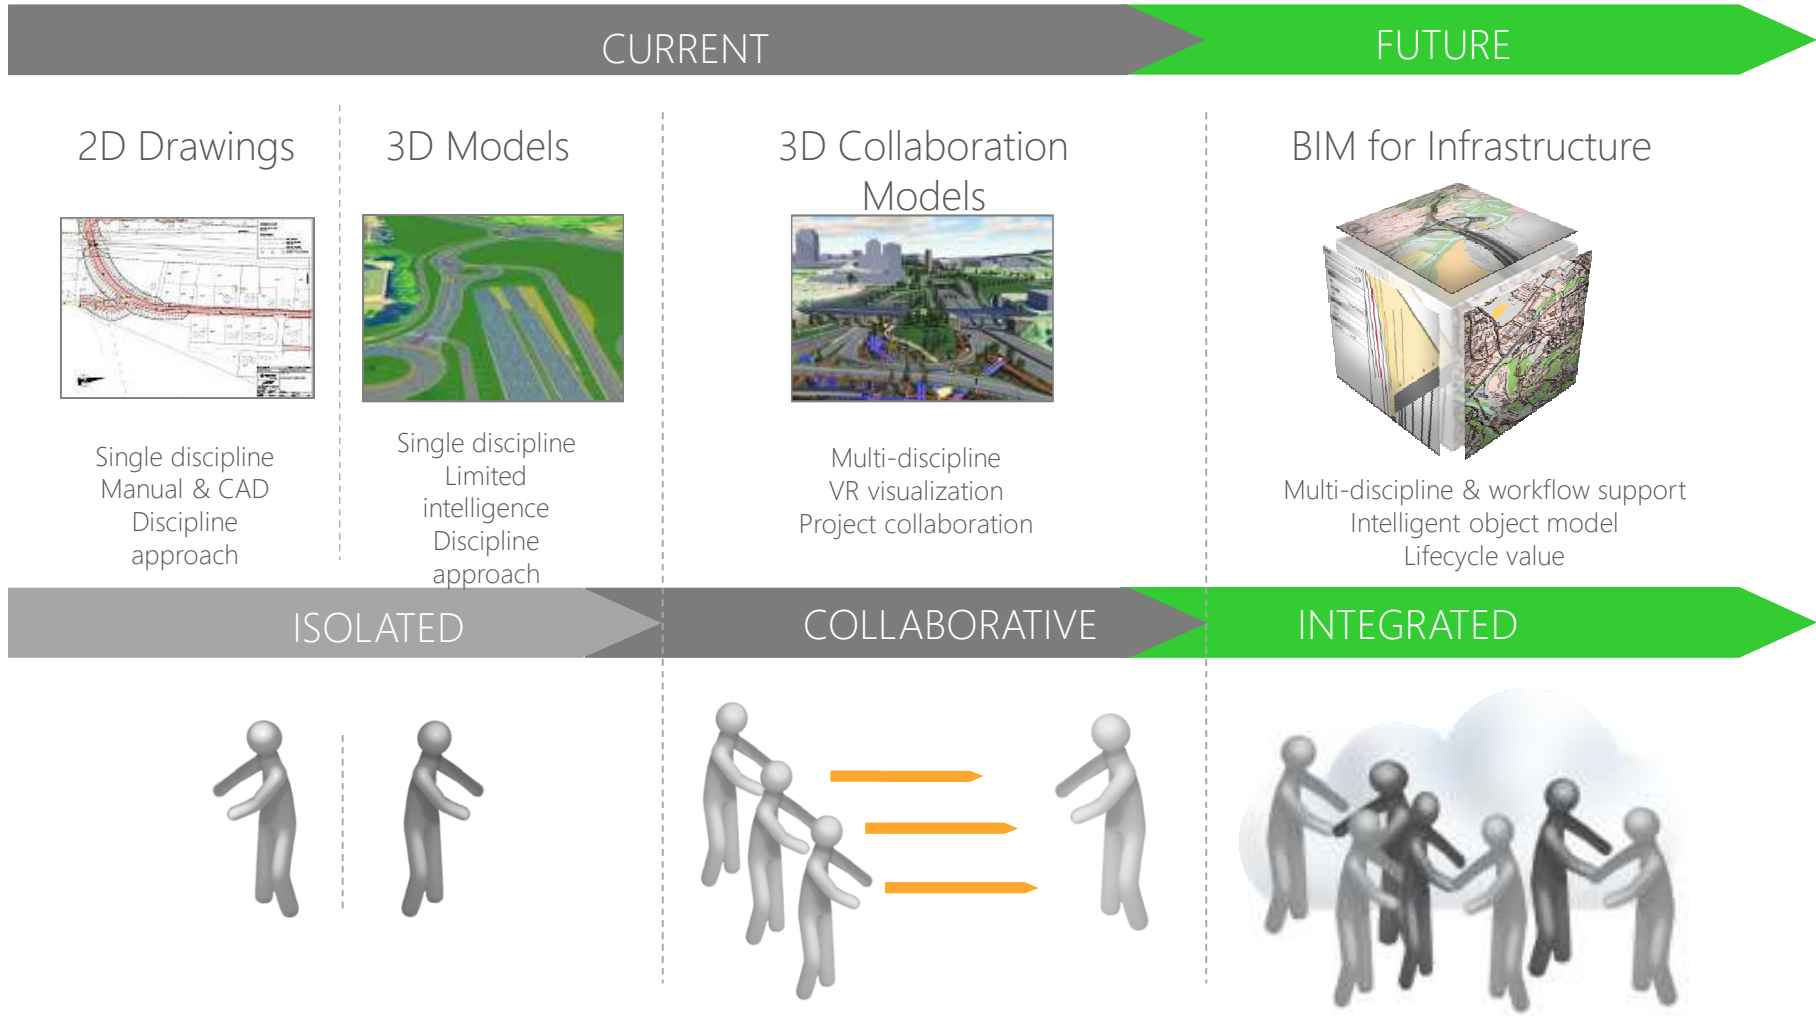 CURRENT
FUTURE
2D Drawings
3D Models
3D Collaboration
Models
BIM for Infrastructure
Single discipline
Manual & CAD
Discipline
approach
Single discipline
Limited
intelligence
Discipline
approach
Multi-discipline
VR visualization
Project collaboration
Multi-discipline & workflow support
Intelligent object model
Lifecycle value
ISOLATED
COLLABORATIVE
INTEGRATED